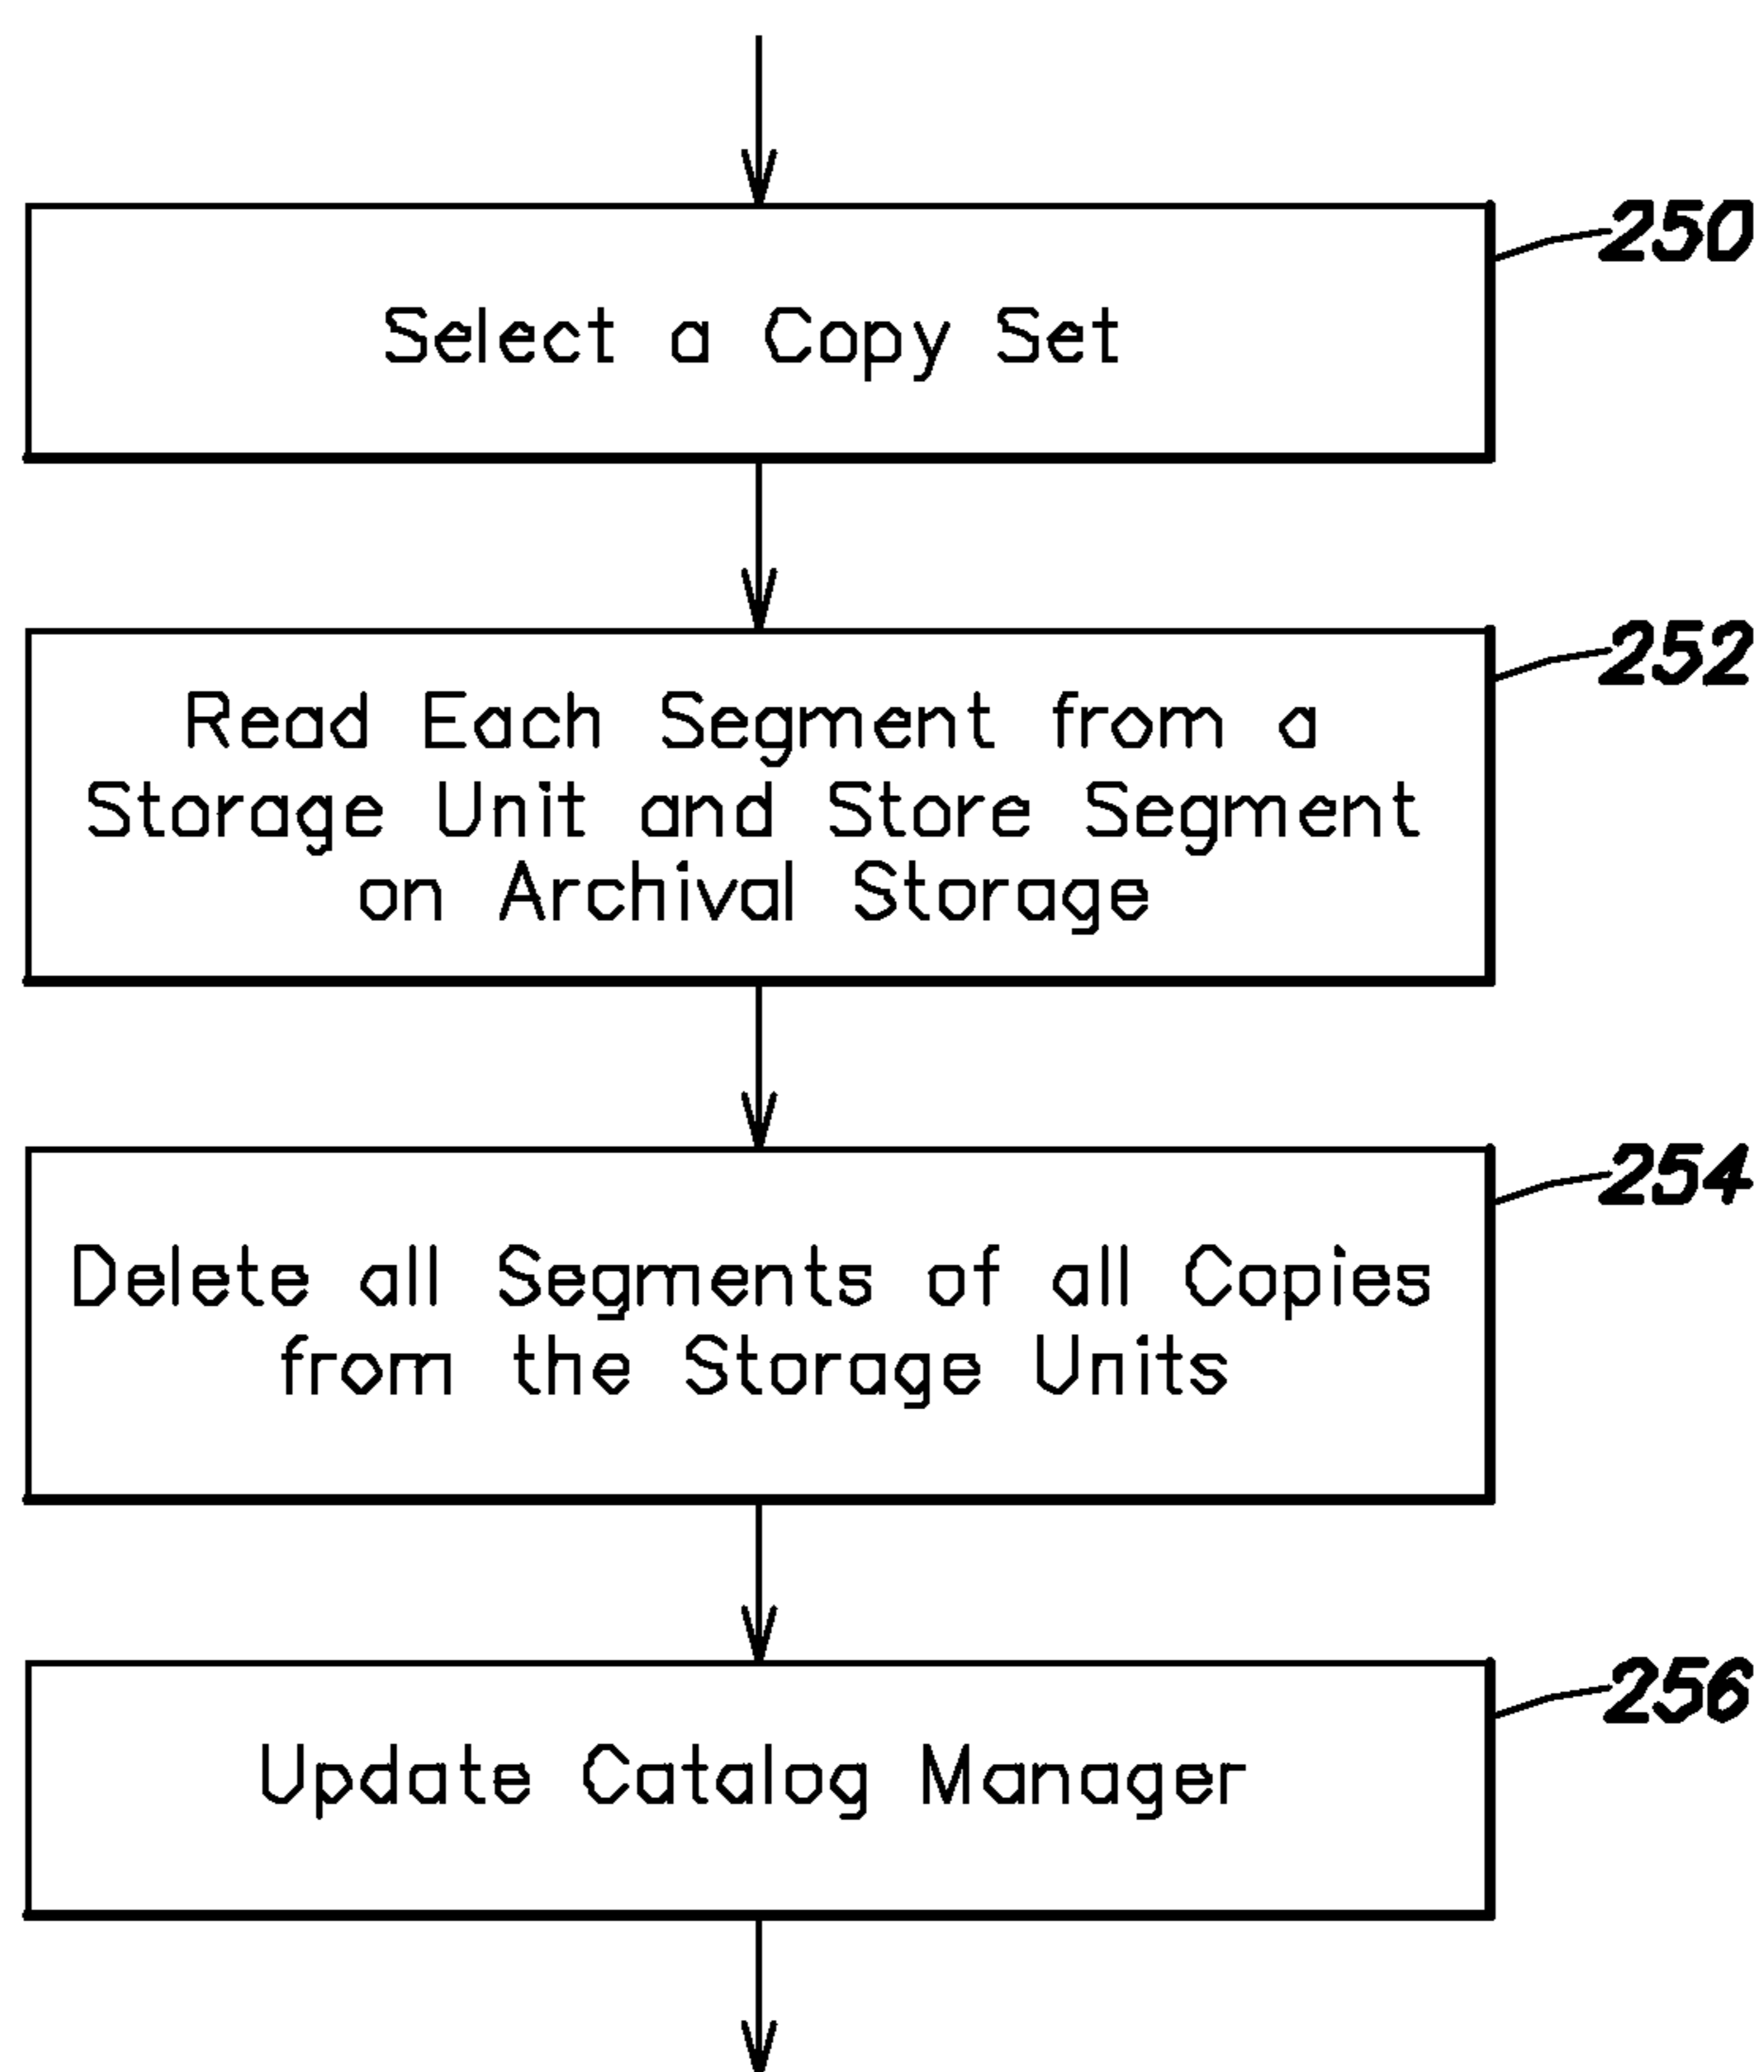 250
Select a Copy Set
252
Read Each Segment from a
Storage Unit and Store Segment
on Archival Storage
254
Delete all Segments of all Copies
from the Storage Units
256
Update Catalog Manager